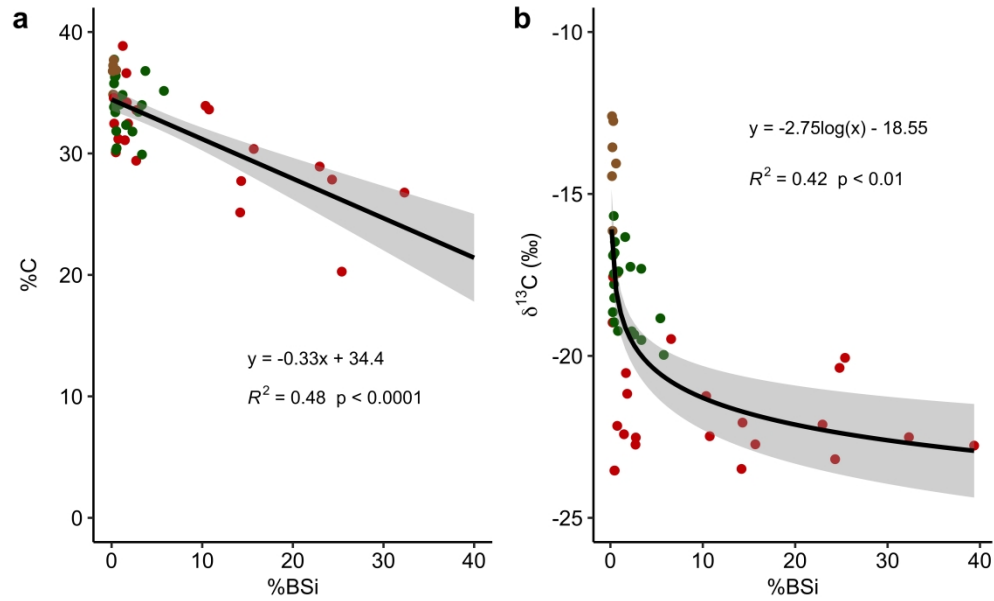 a
40
30
20
10
0
%C
y = -0.33x + 34.4
R² = 0.48 p < 0.0001
0 10 20 30 40
%BSi
b
-10
-15
-20
-25
δ¹³C (‰)
y = -2.75log(x) - 18.55
R² = 0.42 p < 0.01
0 10 20 30 40
%BSi